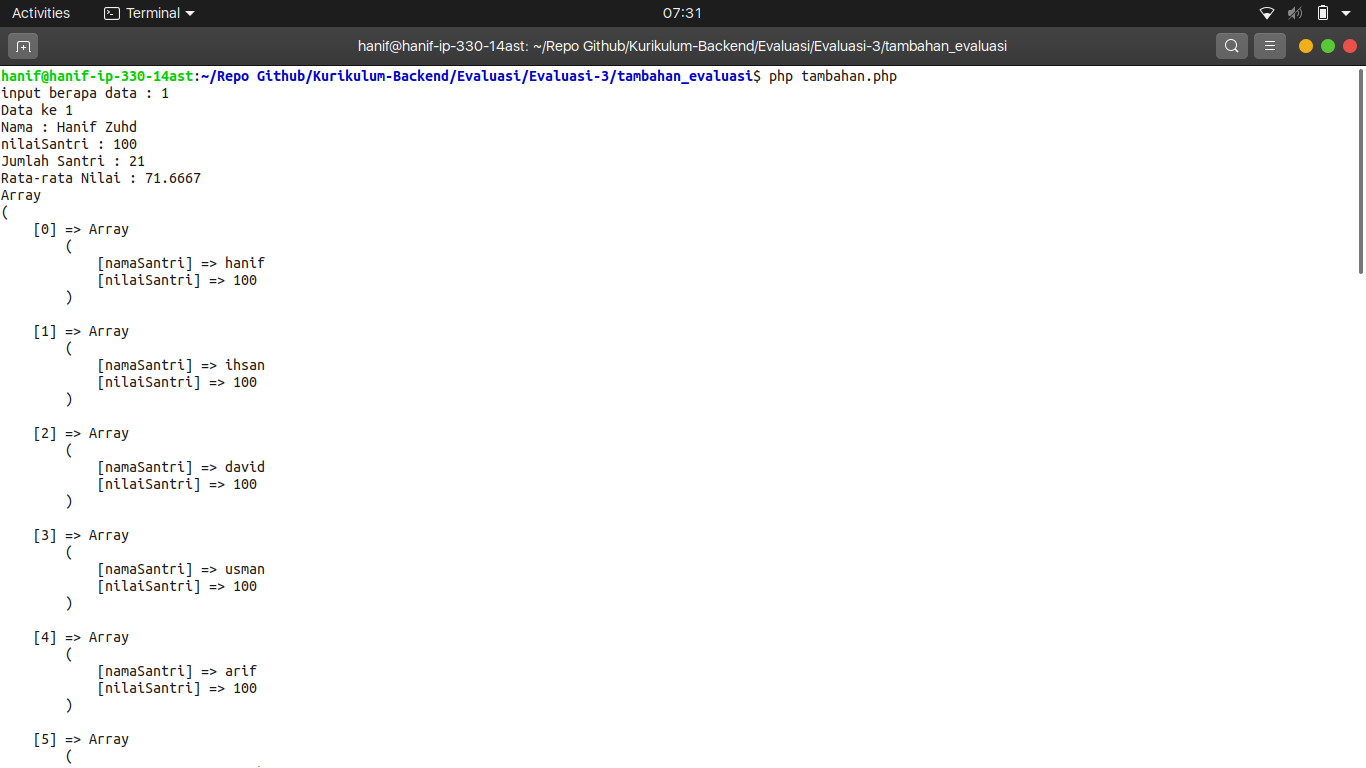 Activities Terminal 07:31
hanif@hanif-ip-330-14ast: ~/Repo Github/Kurikulum-Backend/Evaluasi/Evaluasi-3/tambahan_evaluasi
hanif@hanif-ip-330-14ast:~/Repo Github/Kurikulum-Backend/Evaluasi/Evaluasi-3/tambahan_evaluasi$ php tambahan.php
input berapa data : 1
Data ke 1
Nama : Hanif Zuhd
nilaiSantri : 100
Jumlah Santri : 21
Rata-rata Nilai : 71.6667
Array
(
    [0] => Array
        (
            [namaSantri] => hanif
            [nilaiSantri] => 100
        )

    [1] => Array
        (
            [namaSantri] => ihsan
            [nilaiSantri] => 100
        )

    [2] => Array
        (
            [namaSantri] => david
            [nilaiSantri] => 100
        )

    [3] => Array
        (
            [namaSantri] => usman
            [nilaiSantri] => 100
        )

    [4] => Array
        (
            [namaSantri] => arif
            [nilaiSantri] => 100
        )

    [5] => Array
        (